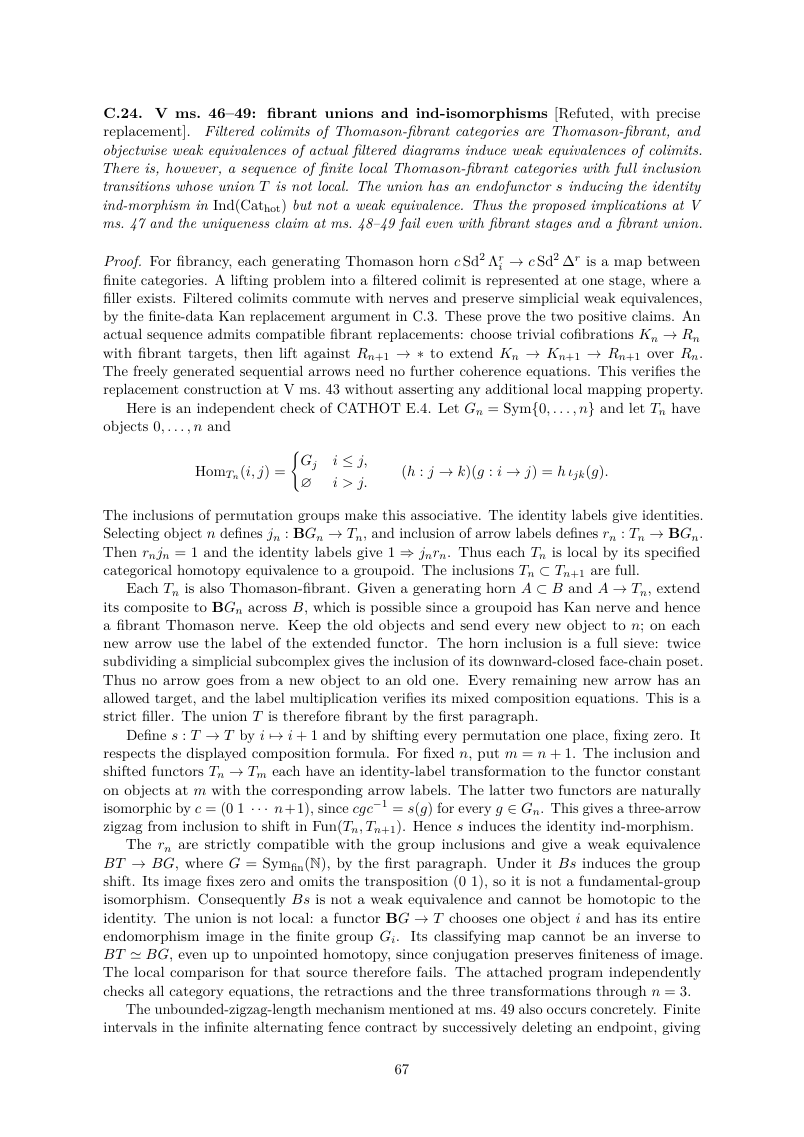 C.24. V ms. 46–49: fibrant unions and ind-isomorphisms [Refuted, with precise
replacement]. Filtered colimits of Thomason-fibrant categories are Thomason-fibrant, and
objectwise weak equivalences of actual filtered diagrams induce weak equivalences of colimits.
There is, however, a sequence of finite local Thomason-fibrant categories with full inclusion
transitions whose union T is not local. The union has an endofunctor s inducing the identity
ind-morphism in Ind(Cat_hot) but not a weak equivalence. Thus the proposed implications at V
ms. 47 and the uniqueness claim at ms. 48–49 fail even with fibrant stages and a fibrant union.
Proof. For fibrancy, each generating Thomason horn c Sd² Λ_i^r → c Sd² Δ^r is a map between
finite categories. A lifting problem into a filtered colimit is represented at one stage, where a
filler exists. Filtered colimits commute with nerves and preserve simplicial weak equivalences,
by the finite-data Kan replacement argument in C.3. These prove the two positive claims. An
actual sequence admits compatible fibrant replacements: choose trivial cofibrations K_n → R_n
with fibrant targets, then lift against R_{n+1} → * to extend K_n → K_{n+1} → R_{n+1} over R_n.
The freely generated sequential arrows need no further coherence equations. This verifies the
replacement construction at V ms. 43 without asserting any additional local mapping property.
Here is an independent check of CATHOT E.4. Let G_n = Sym{0, . . . , n} and let T_n have
objects 0, . . . , n and
Hom_{T_n}(i, j) = { G_j i ≤ j, ∅ i > j. (h : j → k)(g : i → j) = h ι_{jk}(g).
The inclusions of permutation groups make this associative. The identity labels give identities.
Selecting object n defines j_n : BG_n → T_n, and inclusion of arrow labels defines r_n : T_n → BG_n.
Then r_n j_n = 1 and the identity labels give 1 ⇒ j_n r_n. Thus each T_n is local by its specified
categorical homotopy equivalence to a groupoid. The inclusions T_n ⊂ T_{n+1} are full.
Each T_n is also Thomason-fibrant. Given a generating horn A ⊂ B and A → T_n, extend
its composite to BG_n across B, which is possible since a groupoid has Kan nerve and hence
a fibrant Thomason nerve. Keep the old objects and send every new object to n; on each
new arrow use the label of the extended functor. The horn inclusion is a full sieve: twice
subdividing a simplicial subcomplex gives the inclusion of its downward-closed face-chain poset.
Thus no arrow goes from a new object to an old one. Every remaining new arrow has an
allowed target, and the label multiplication verifies its mixed composition equations. This is a
strict filler. The union T is therefore fibrant by the first paragraph.
Define s : T → T by i ↦ i + 1 and by shifting every permutation one place, fixing zero. It
respects the displayed composition formula. For fixed n, put m = n + 1. The inclusion and
shifted functors T_n → T_m each have an identity-label transformation to the functor constant
on objects at m with the corresponding arrow labels. The latter two functors are naturally
isomorphic by c = (0 1 ⋯ n+1), since cgc⁻¹ = s(g) for every g ∈ G_n. This gives a three-arrow
zigzag from inclusion to shift in Fun(T_n, T_{n+1}). Hence s induces the identity ind-morphism.
The r_n are strictly compatible with the group inclusions and give a weak equivalence
BT → BG, where G = Sym_fin(ℕ), by the first paragraph. Under it Bs induces the group
shift. Its image fixes zero and omits the transposition (0 1), so it is not a fundamental-group
isomorphism. Consequently Bs is not a weak equivalence and cannot be homotopic to the
identity. The union is not local: a functor BG → T chooses one object i and has its entire
endomorphism image in the finite group G_i. Its classifying map cannot be an inverse to
BT ≃ BG, even up to unpointed homotopy, since conjugation preserves finiteness of image.
The local comparison for that source therefore fails. The attached program independently
checks all category equations, the retractions and the three transformations through n = 3.
The unbounded-zigzag-length mechanism mentioned at ms. 49 also occurs concretely. Finite
intervals in the infinite alternating fence contract by successively deleting an endpoint, giving
67